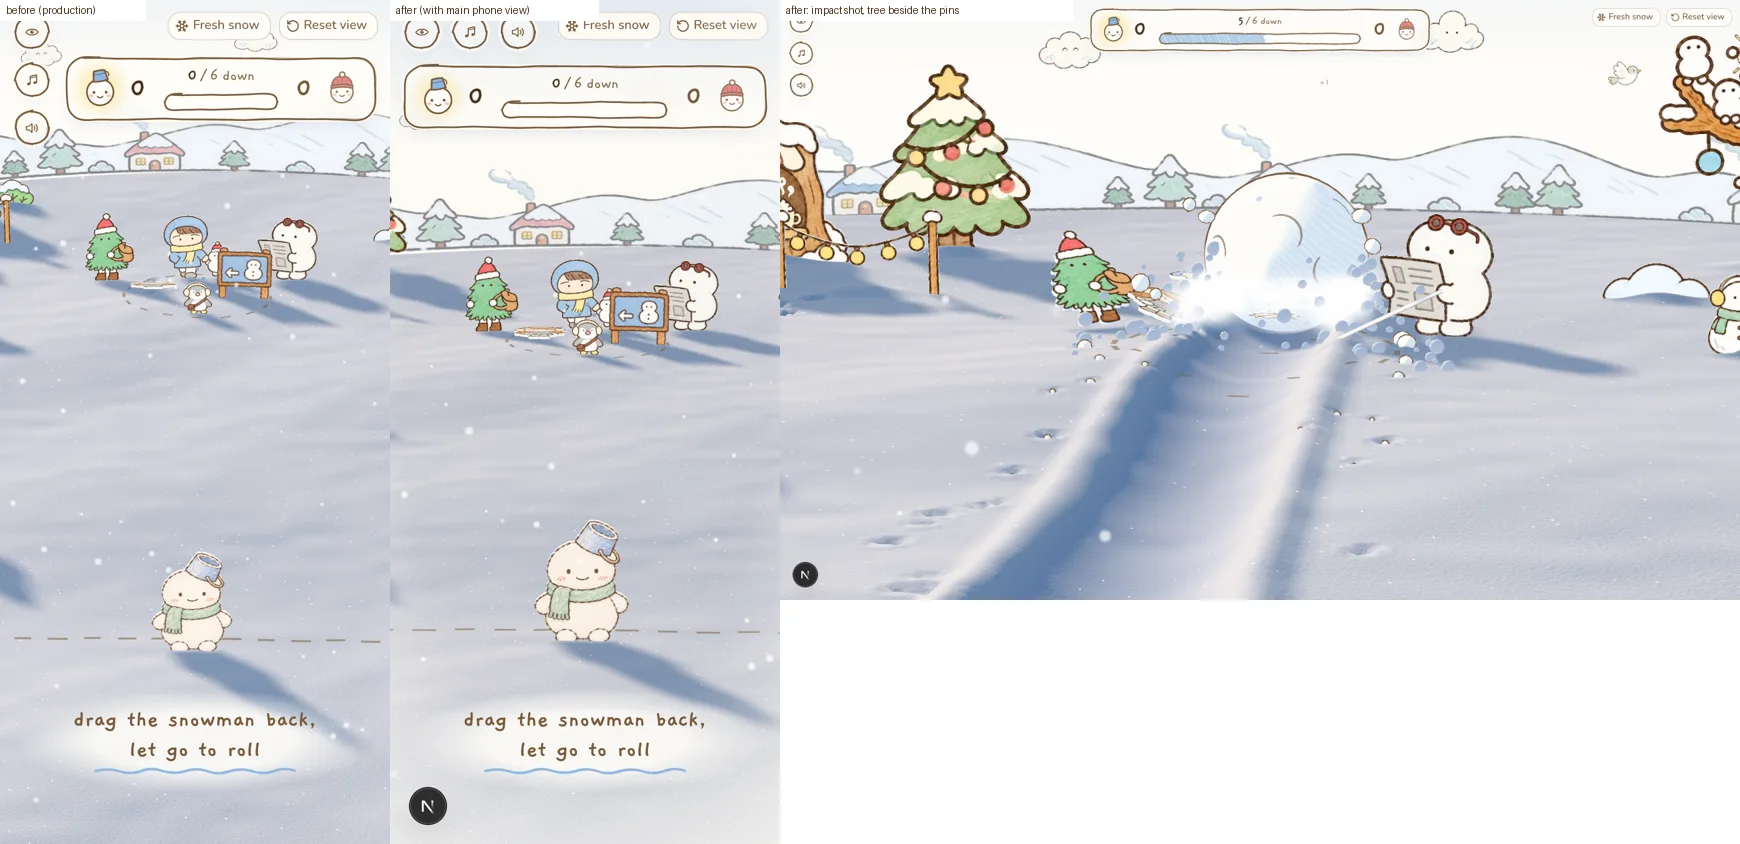 before (production)
Fresh snow
Reset view
0
0 / 6 down
0
drag the snowman back,
let go to roll
after (with main phone view)
Fresh snow
Reset view
0
0 / 6 down
0
drag the snowman back,
let go to roll
N
after: impactshot, tree beside the pins
0
5 / 6 down
0
Fresh snow
Reset view
+1
N